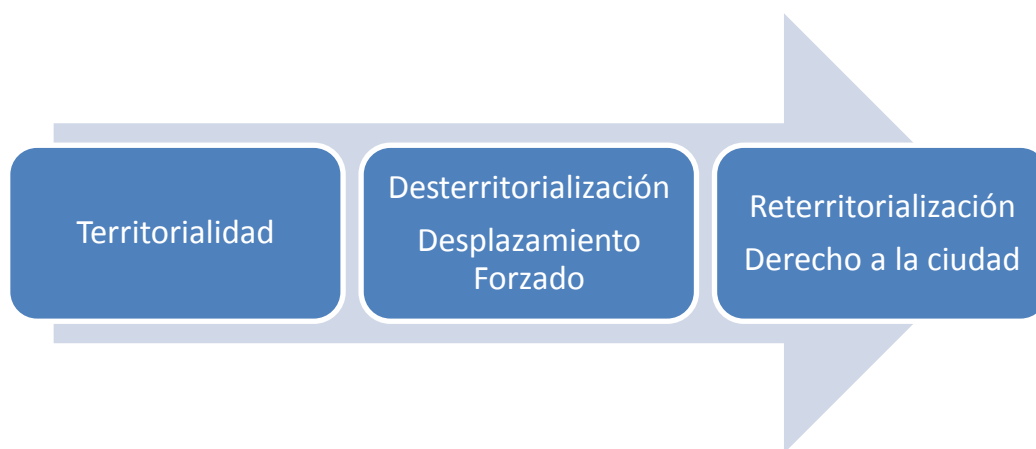 Territorialidad
Desterritorialización
Desplazamiento
Forzado
Reterritorialización
Derecho a la ciudad